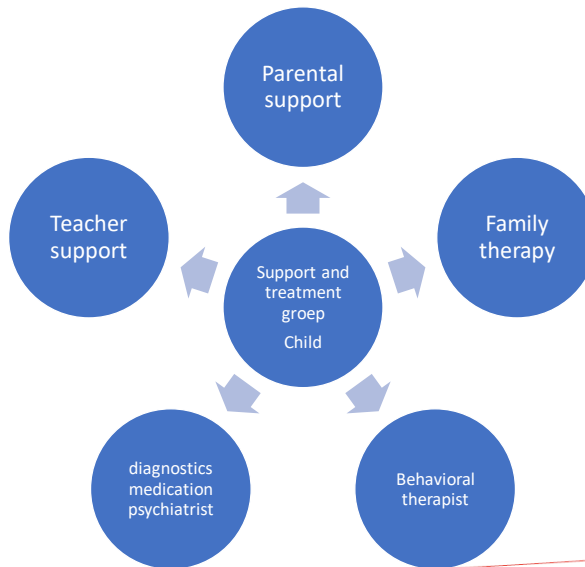 Parental
support
Teacher
support
Family
therapy
Support and
treatment
groep
Child
diagnostics
medication
psychiatrist
Behavioral
therapist